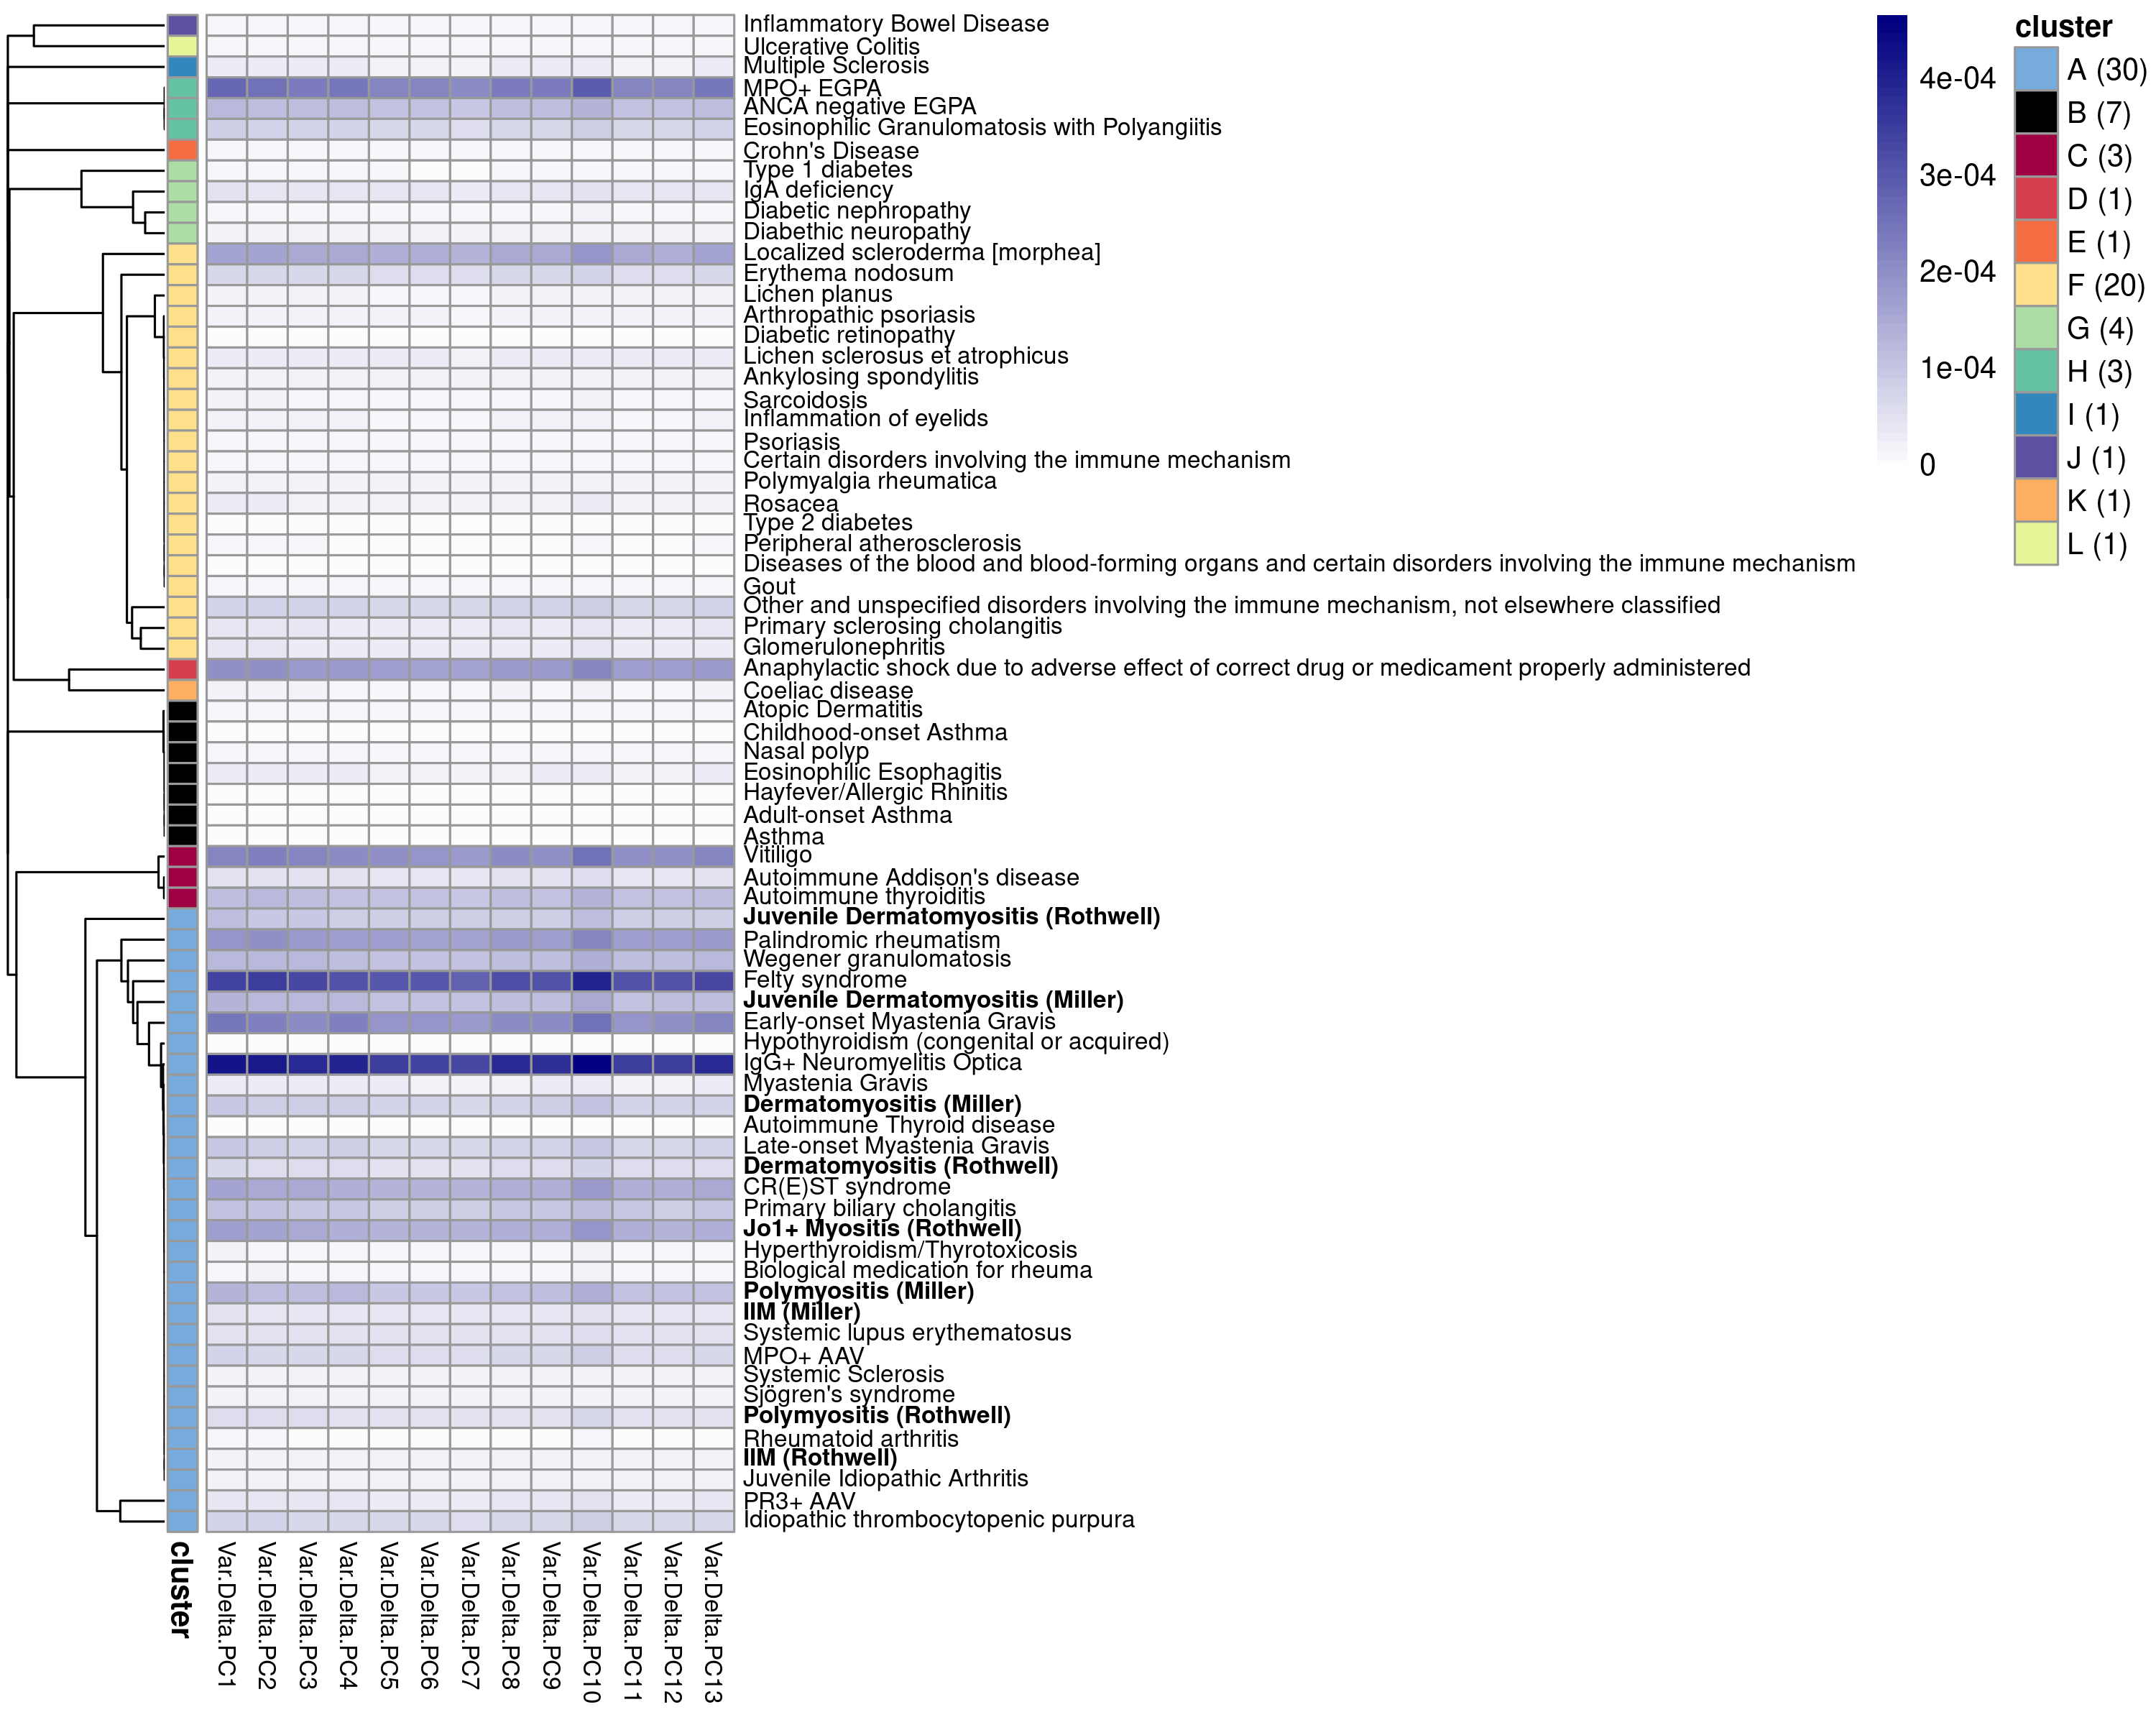 Inflammatory Bowel Disease
Ulcerative Colitis
Multiple Sclerosis
MPO+ EGPA
ANCA negative EGPA
Eosinophilic Granulomatosis with Polyangiitis
Crohn's Disease
Type 1 diabetes
IgA deficiency
Diabetic nephropathy
Diabethic neuropathy
Localized scleroderma [morphea]
Erythema nodosum
Lichen planus
Arthropathic psoriasis
Diabetic retinopathy
Lichen sclerosus et atrophicus
Ankylosing spondylitis
Sarcoidosis
Inflammation of eyelids
Psoriasis
Certain disorders involving the immune mechanism
Polymyalgia rheumatica
Rosacea
Type 2 diabetes
Peripheral atherosclerosis
Diseases of the blood and blood-forming organs and certain disorders involving the immune mechanism
Gout
Other and unspecified disorders involving the immune mechanism, not elsewhere classified
Primary sclerosing cholangitis
Glomerulonephritis
Anaphylactic shock due to adverse effect of correct drug or medicament properly administered
Coeliac disease
Atopic Dermatitis
Childhood-onset Asthma
Nasal polyp
Eosinophilic Esophagitis
Hayfever/Allergic Rhinitis
Adult-onset Asthma
Asthma
Vitiligo
Autoimmune Addison's disease
Autoimmune thyroiditis
Juvenile Dermatomyositis (Rothwell)
Palindromic rheumatism
Wegener granulomatosis
Felty syndrome
Juvenile Dermatomyositis (Miller)
Early-onset Myastenia Gravis
Hypothyroidism (congenital or acquired)
IgG+ Neuromyelitis Optica
Myastenia Gravis
Dermatomyositis (Miller)
Autoimmune Thyroid disease
Late-onset Myastenia Gravis
Dermatomyositis (Rothwell)
CR(E)ST syndrome
Primary biliary cholangitis
Jo1+ Myositis (Rothwell)
Hyperthyroidism/Thyrotoxicosis
Biological medication for rheuma
Polymyositis (Miller)
IIM (Miller)
Systemic lupus erythematosus
MPO+ AAV
Systemic Sclerosis
Sjögren's syndrome
Polymyositis (Rothwell)
Rheumatoid arthritis
IIM (Rothwell)
Juvenile Idiopathic Arthritis
PR3+ AAV
Idiopathic thrombocytopenic purpura
cluster
Var.Delta.PC1
Var.Delta.PC2
Var.Delta.PC3
Var.Delta.PC4
Var.Delta.PC5
Var.Delta.PC6
Var.Delta.PC7
Var.Delta.PC8
Var.Delta.PC9
Var.Delta.PC10
Var.Delta.PC11
Var.Delta.PC12
Var.Delta.PC13
4e-04
3e-04
2e-04
1e-04
0
cluster
A (30)
B (7)
C (3)
D (1)
E (1)
F (20)
G (4)
H (3)
I (1)
J (1)
K (1)
L (1)